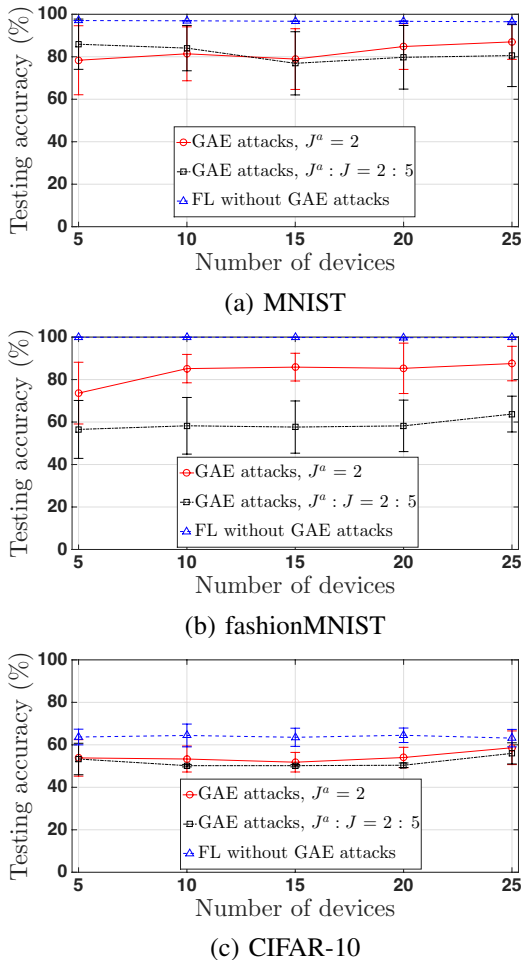 Testing accuracy (%)
100
80
60
40
20
0
GAE attacks, J^a = 2
GAE attacks, J^a : J = 2 : 5
FL without GAE attacks
5 10 15 20 25
Number of devices
(a) MNIST
Testing accuracy (%)
100
80
60
40
20
0
GAE attacks, J^a = 2
GAE attacks, J^a : J = 2 : 5
FL without GAE attacks
5 10 15 20 25
Number of devices
(b) fashionMNIST
Testing accuracy (%)
100
80
60
40
20
0
GAE attacks, J^a = 2
GAE attacks, J^a : J = 2 : 5
FL without GAE attacks
5 10 15 20 25
Number of devices
(c) CIFAR-10